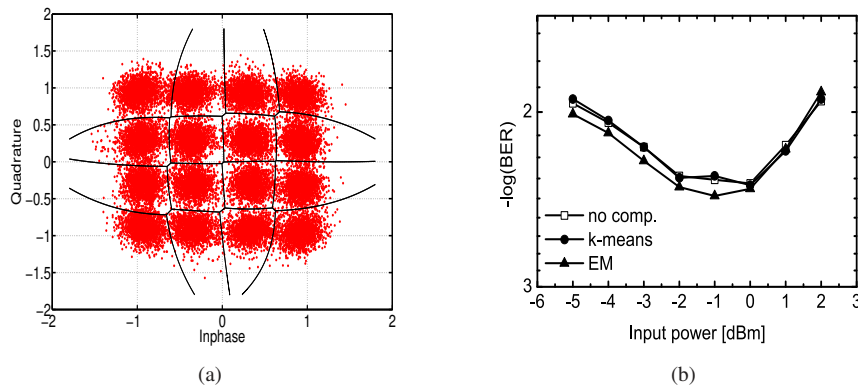 2
1.5
1
0.5
0
−0.5
−1
−1.5
−2
−2 −1 0 1 2
Quadrature
Inphase
(a)
2
3
-log(BER)
no comp.
k-means
EM
-6 -5 -4 -3 -2 -1 0 1 2 3
Input power [dBm]
(b)